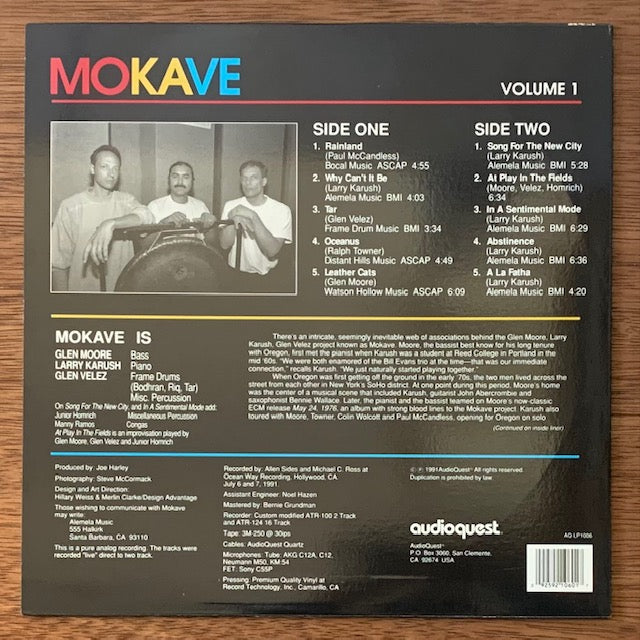 MOKAVE
VOLUME 1
SIDE ONE
1. Rainland
(Paul McCandless)
Bocal Music ASCAP 4:55
2. Why Can't It Be
(Larry Karush)
Alemela Music BMI 4:03
3. Tar
(Glen Velez)
Frame Drum Music BMI 3:34
4. Oceanus
(Ralph Towner)
Distant Hills Music ASCAP 4:49
5. Leather Cats
(Glen Moore)
Watson Hollow Music ASCAP 6:09
SIDE TWO
1. Song For The New City
(Larry Karush)
Alemela Music BMI 5:28
2. At Play In The Fields
(Moore, Velez, Homrich)
6:34
3. In A Sentimental Mode
(Larry Karush)
Alemela Music BMI 6:29
4. Abstinence
(Larry Karush)
Alemela Music BMI 6:36
5. A La Fatha
(Larry Karush)
Alemela Music BMI 4:20
MOKAVE IS
GLEN MOORE Bass
LARRY KARUSH Piano
GLEN VELEZ Frame Drums
(Bodhran, Riq, Tar)
Misc. Percussion
On Song For The New City, and In A Sentimental Mode add:
Junior Homrich Miscellaneous Percussion
Manny Ramos Congas
At Play In The Fields is an improvisation played by
Glen Moore, Glen Velez and Junior Homrich
There's an intricate, seemingly inevitable web of associations behind the Glen Moore, Larry
Karush, Glen Velez project known as Mokave. Moore, the bassist best know for his long tenure
with Oregon, first met the pianist when Karush was a student at Reed College in Portland in the
mid '60s. "We were both enamored of the Bill Evans trio at the time—that was our immediate
connection," recalls Karush. "We just naturally started playing together."
When Oregon was first getting off the ground in the early '70s, the two men lived across the
street from each other in New York's SoHo district. At one point during this period, Moore's home
was the center of a musical scene that included Karush, guitarist John Abercrombie and
saxophonist Bennie Wallace. Later, the pianist and the bassist teamed on Moore's now-classic
ECM release May 24, 1976, an album with strong blood lines to the Mokave project. Karush also
toured with Moore, Towner, Colin Wolcott and Paul McCandless, opening for Oregon on solo
(Continued on inside liner)
Produced by: Joe Harley
Photography: Steve McCormack
Design and Art Direction:
Hillary Weiss & Merlin Clarke/Design Advantage
Those wishing to communicate with Mokave
may write:
Alemela Music
555 Halkirk
Santa Barbara, CA 93110
This is a pure analog recording. The tracks were
recorded "live" direct to two track.
Recorded by: Allen Sides and Michael C. Ross at
Ocean Way Recording, Hollywood, CA
July 6 and 7, 1991.
Assistant Engineer: Noel Hazen
Mastered by: Bernie Grundman
Recorder: Custom modified ATR-100 2 Track
and ATR-124 16 Track
Tape: 3M-250 @ 30ips
Cables: AudioQuest Quartz
Microphones: Tube: AKG C12A, C12,
Neumann M50, KM 54
FET: Sony C55P
Pressing: Premium Quality Vinyl at
Record Technology, Inc., Camarillo, CA
© ℗ 1991AudioQuest® All rights reserved.
Duplication is prohibited by law.
audioquest®
AudioQuest®
P.O. Box 3060, San Clemente,
CA 92674 USA
AQ LP1006